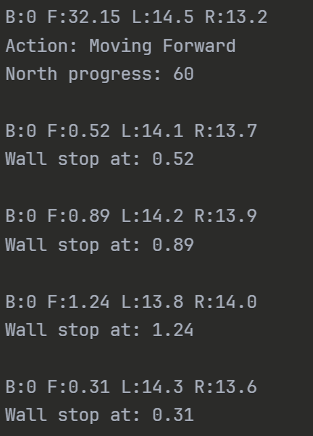 B:0 F:32.15 L:14.5 R:13.2
Action: Moving Forward
North progress: 60
B:0 F:0.52 L:14.1 R:13.7
Wall stop at: 0.52
B:0 F:0.89 L:14.2 R:13.9
Wall stop at: 0.89
B:0 F:1.24 L:13.8 R:14.0
Wall stop at: 1.24
B:0 F:0.31 L:14.3 R:13.6
Wall stop at: 0.31